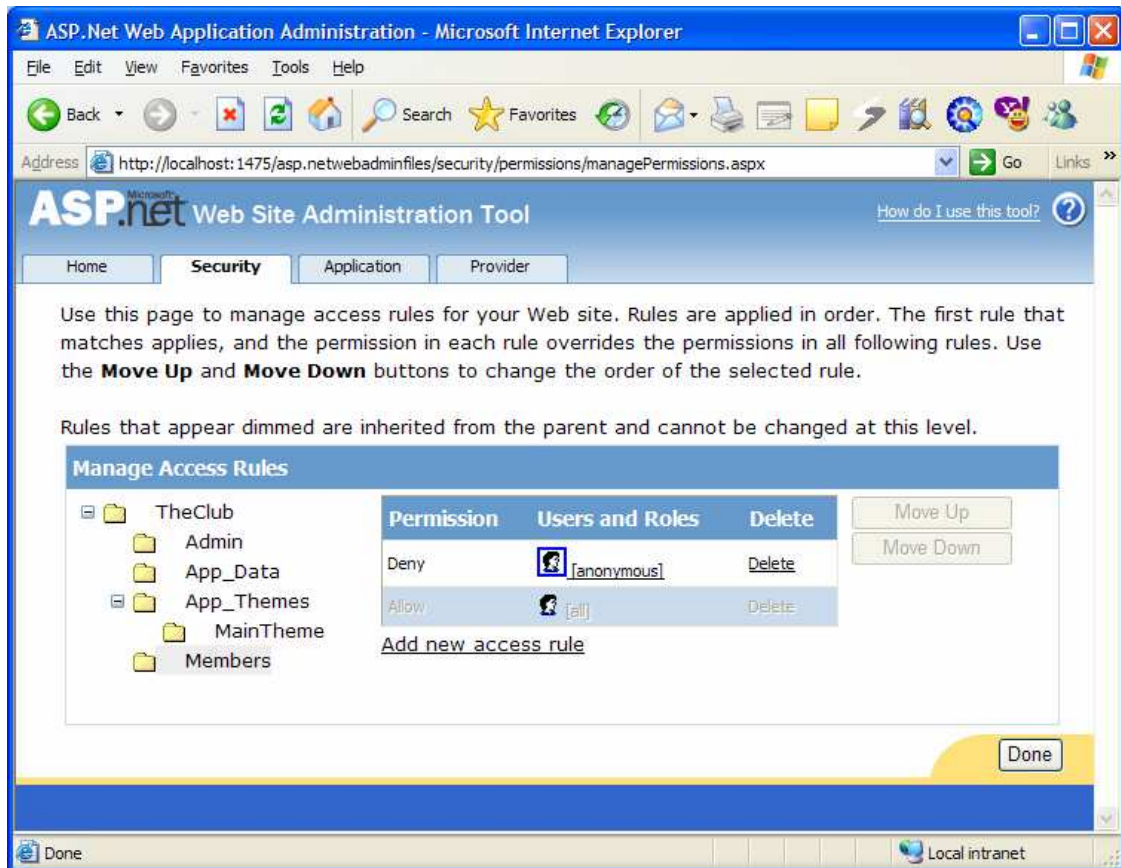 ASP.Net Web Application Administration - Microsoft Internet Explorer
File Edit View Favorites Tools Help
Back Search Favorites
Address http://localhost:1475/asp.netwebadminfiles/security/permissions/managePermissions.aspx Go Links »
Microsoft
ASP.net Web Site Administration Tool How do I use this tool? ?
Home Security Application Provider
Use this page to manage access rules for your Web site. Rules are applied in order. The first rule that
matches applies, and the permission in each rule overrides the permissions in all following rules. Use
the Move Up and Move Down buttons to change the order of the selected rule.
Rules that appear dimmed are inherited from the parent and cannot be changed at this level.
Manage Access Rules
TheClub
Admin
App_Data
App_Themes
MainTheme
Members
Permission Users and Roles Delete
Deny [anonymous] Delete
Allow [all] Delete
Add new access rule
Move Up
Move Down
Done
Done Local intranet